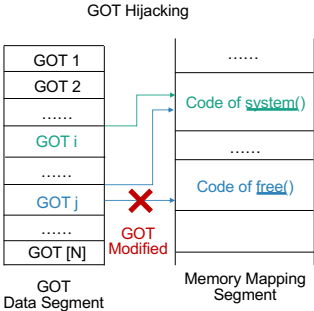 GOT Hijacking
GOT 1
GOT 2
......
GOT i
......
GOT j
......
GOT [N]
GOT
Data Segment
GOT
Modified
......
Code of system()
......
Code of free()
Memory Mapping
Segment